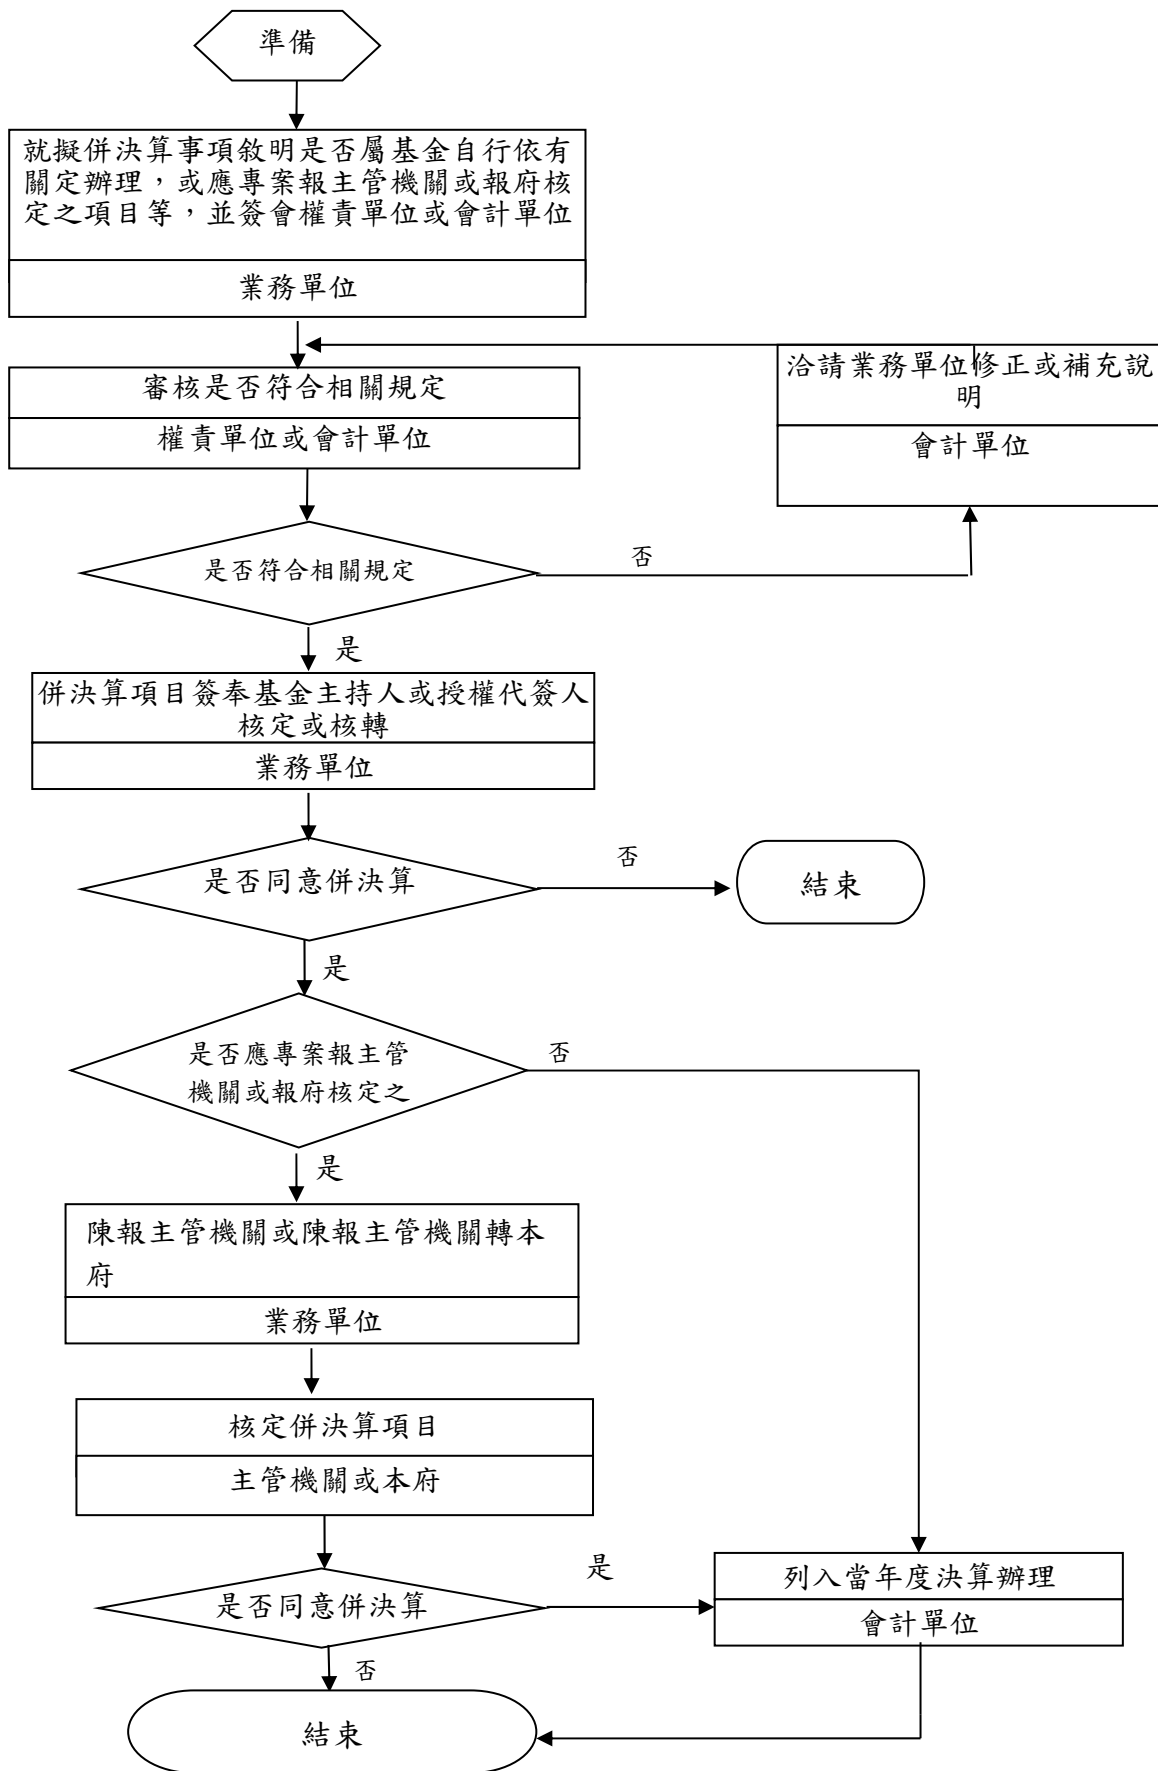 準備
就擬併決算事項敘明是否屬基金自行依有
關定辦理，或應專案報主管機關或報府核
定之項目等，並簽會權責單位或會計單位
業務單位
審核是否符合相關規定
權責單位或會計單位
洽請業務單位修正或補充說
明
會計單位
是否符合相關規定
否
是
併決算項目簽奉基金主持人或授權代簽人
核定或核轉
業務單位
是否同意併決算
否
結束
是
是否應專案報主管
機關或報府核定之
否
是
陳報主管機關或陳報主管機關轉本
府
業務單位
核定併決算項目
主管機關或本府
是否同意併決算
是
列入當年度決算辦理
會計單位
否
結束